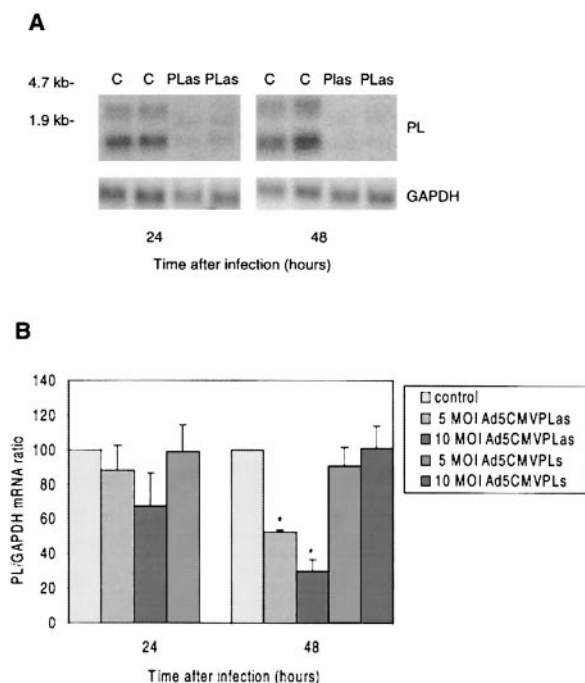 A
C C PLas PLas C C Plas PLas
4.7 kb-
1.9 kb-
PL
GAPDH
24 48
Time after infection (hours)
B
PL/GAPDH mRNA ratio
140
120
100
80
60
40
20
0
* *
24 48
Time after infection (hours)
control
5 MOI Ad5CMVPLas
10 MOI Ad5CMVPLas
5 MOI Ad5CMVPLs
10 MOI Ad5CMVPLs